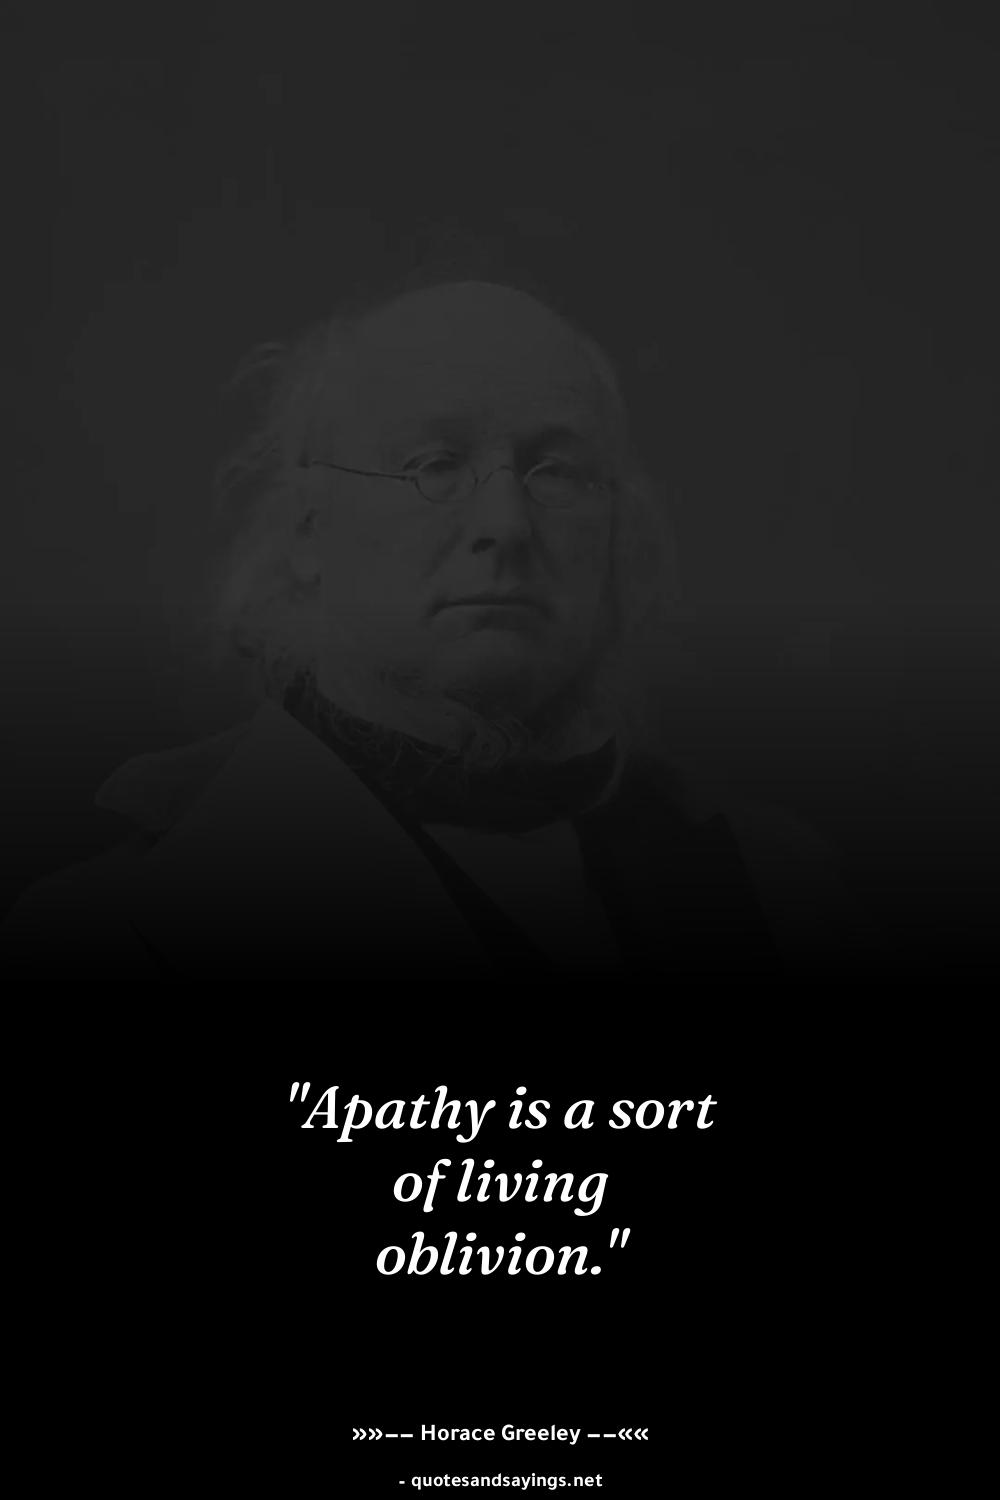 "Apathy is a sort
of living
oblivion."
»»–– Horace Greeley ––««
- quotesandsayings.net